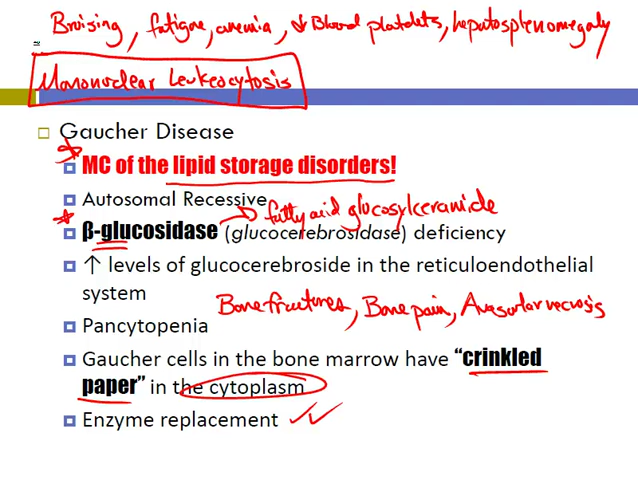 Bruising, fatigue, anemia, ↓ Blood platelets, hepatosplenomegaly
Mononuclear Leukeocytosis
Gaucher Disease
MC of the lipid storage disorders!
Autosomal Recessive
→ fatty acid glucosylceramide
β-glucosidase (glucocerebrosidase) deficiency
↑ levels of glucocerebroside in the reticuloendothelial
system
Bone fractures, Bone pain, Avascular necrosis
Pancytopenia
Gaucher cells in the bone marrow have “crinkled
paper” in the cytoplasm
Enzyme replacement